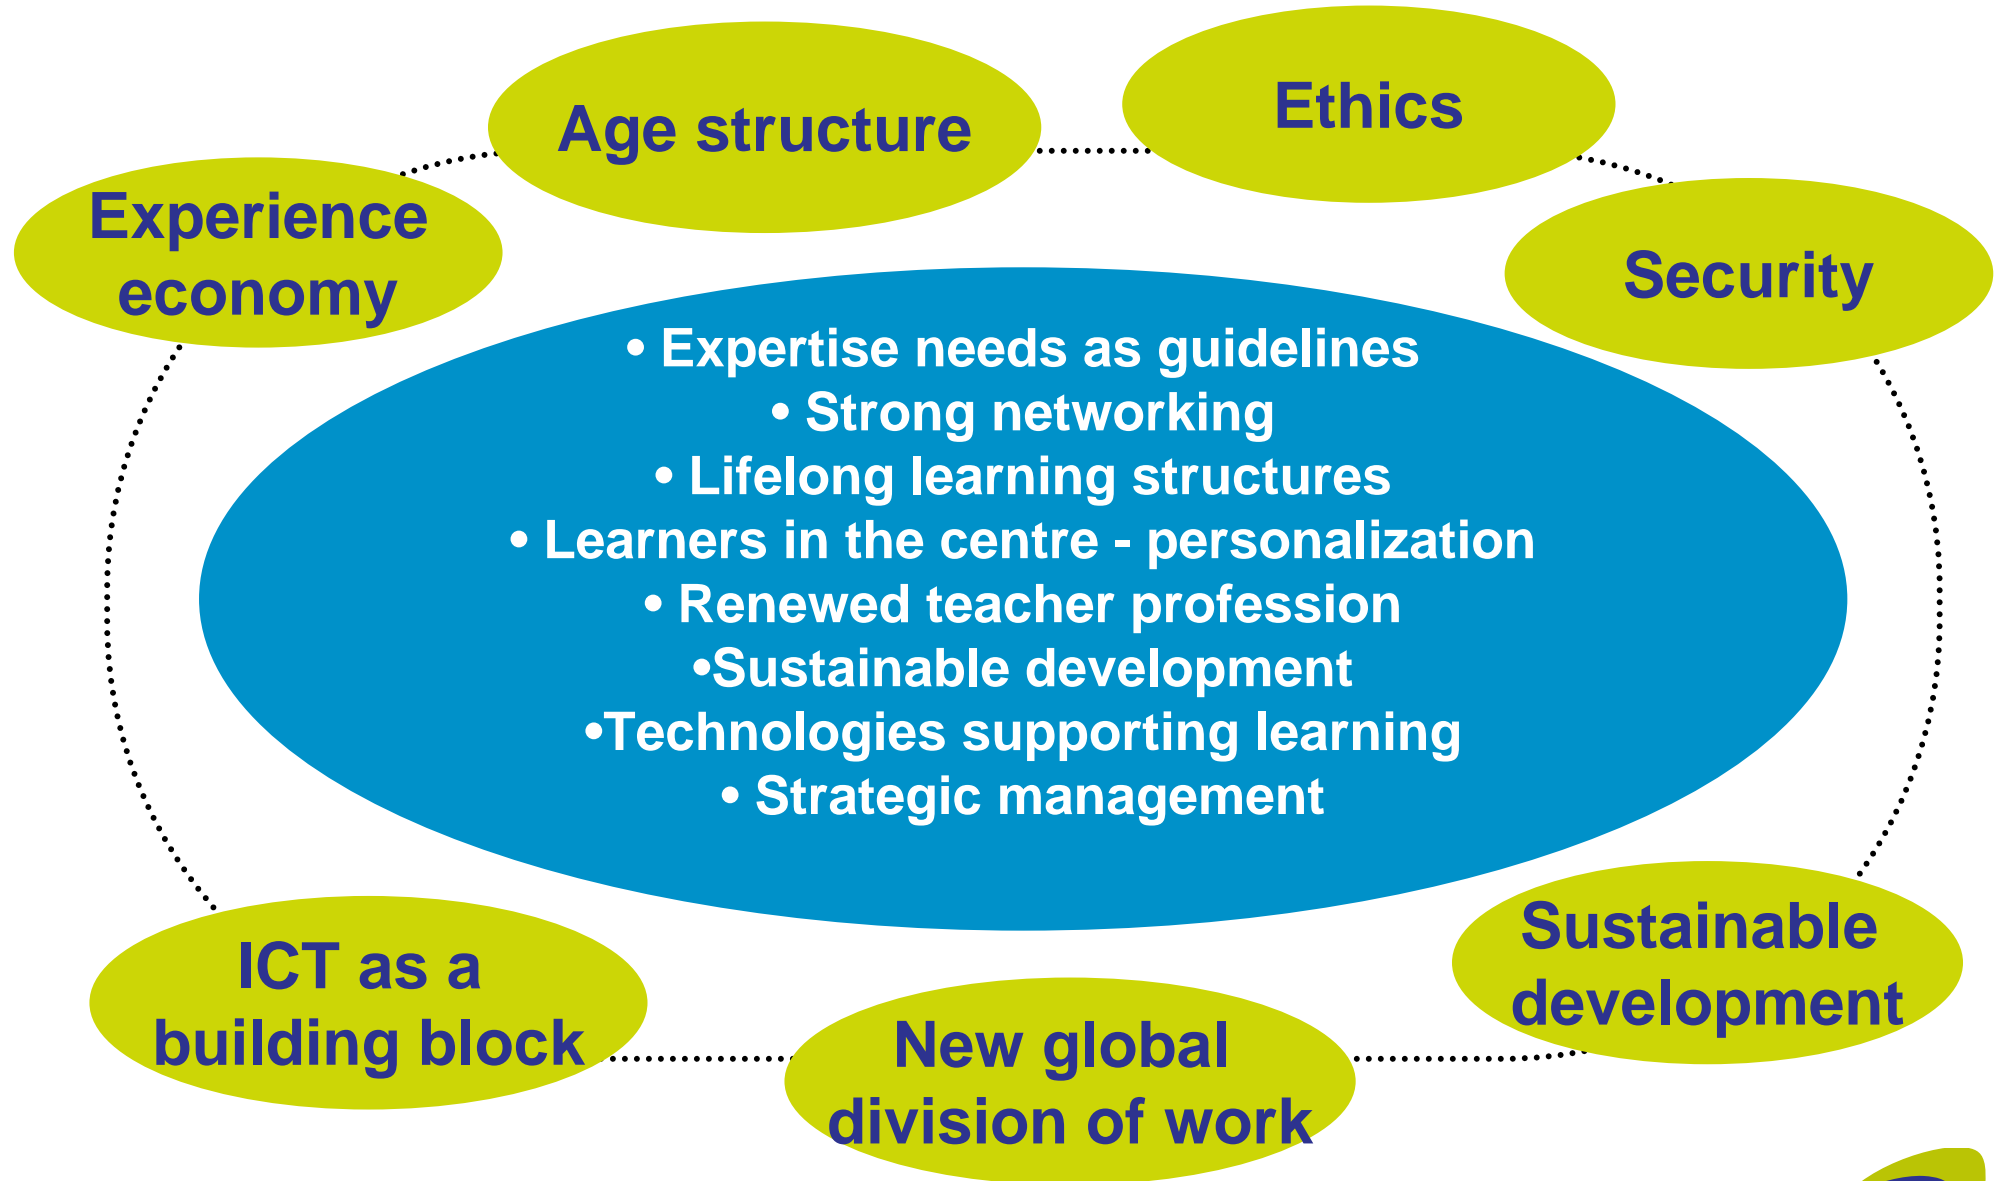 Age structure
Ethics
Experience
economy
Security
• Expertise needs as guidelines
• Strong networking
• Lifelong learning structures
• Learners in the centre - personalization
• Renewed teacher profession
•Sustainable development
•Technologies supporting learning
• Strategic management
Sustainable
development
ICT as a
building block
New global
division of work